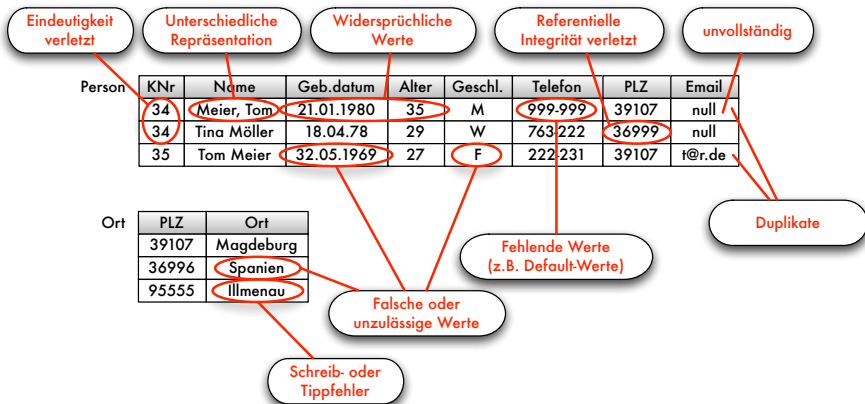 Eindeutigkeit
verletzt
Unterschiedliche
Repräsentation
Widersprüchliche
Werte
Referentielle
Integrität verletzt
unvollständig
Person
KNr Name Geb.datum Alter Geschl. Telefon PLZ Email
34 Meier, Tom 21.01.1980 35 M 999-999 39107 null
34 Tina Möller 18.04.78 29 W 763-222 36999 null
35 Tom Meier 32.05.1969 27 F 222-231 39107 t@r.de
Ort
PLZ Ort
39107 Magdeburg
36996 Spanien
95555 Illmenau
Fehlende Werte
(z.B. Default-Werte)
Duplikate
Falsche oder
unzulässige Werte
Schreib- oder
Tippfehler